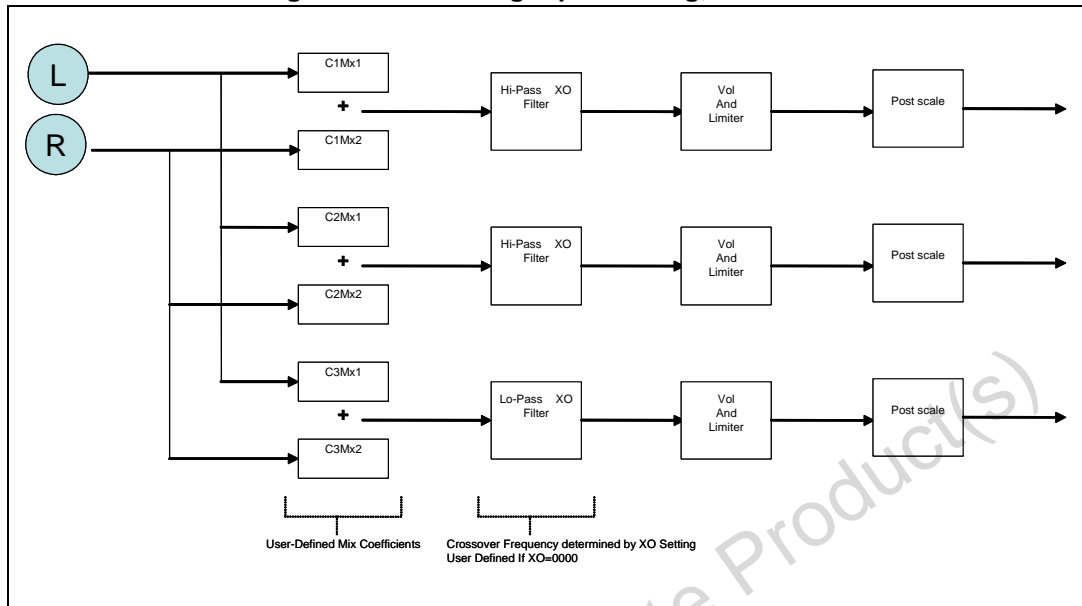 L
R
C1Mx1
+
C1Mx2
Hi-Pass XO
Filter
Vol
And
Limiter
Post scale
C2Mx1
+
C2Mx2
Hi-Pass XO
Filter
Vol
And
Limiter
Post scale
C3Mx1
+
C3Mx2
Lo-Pass XO
Filter
Vol
And
Limiter
Post scale
User-Defined Mix Coefficients
Crossover Frequency determined by XO Setting
User Defined If XO=0000
Product(s)